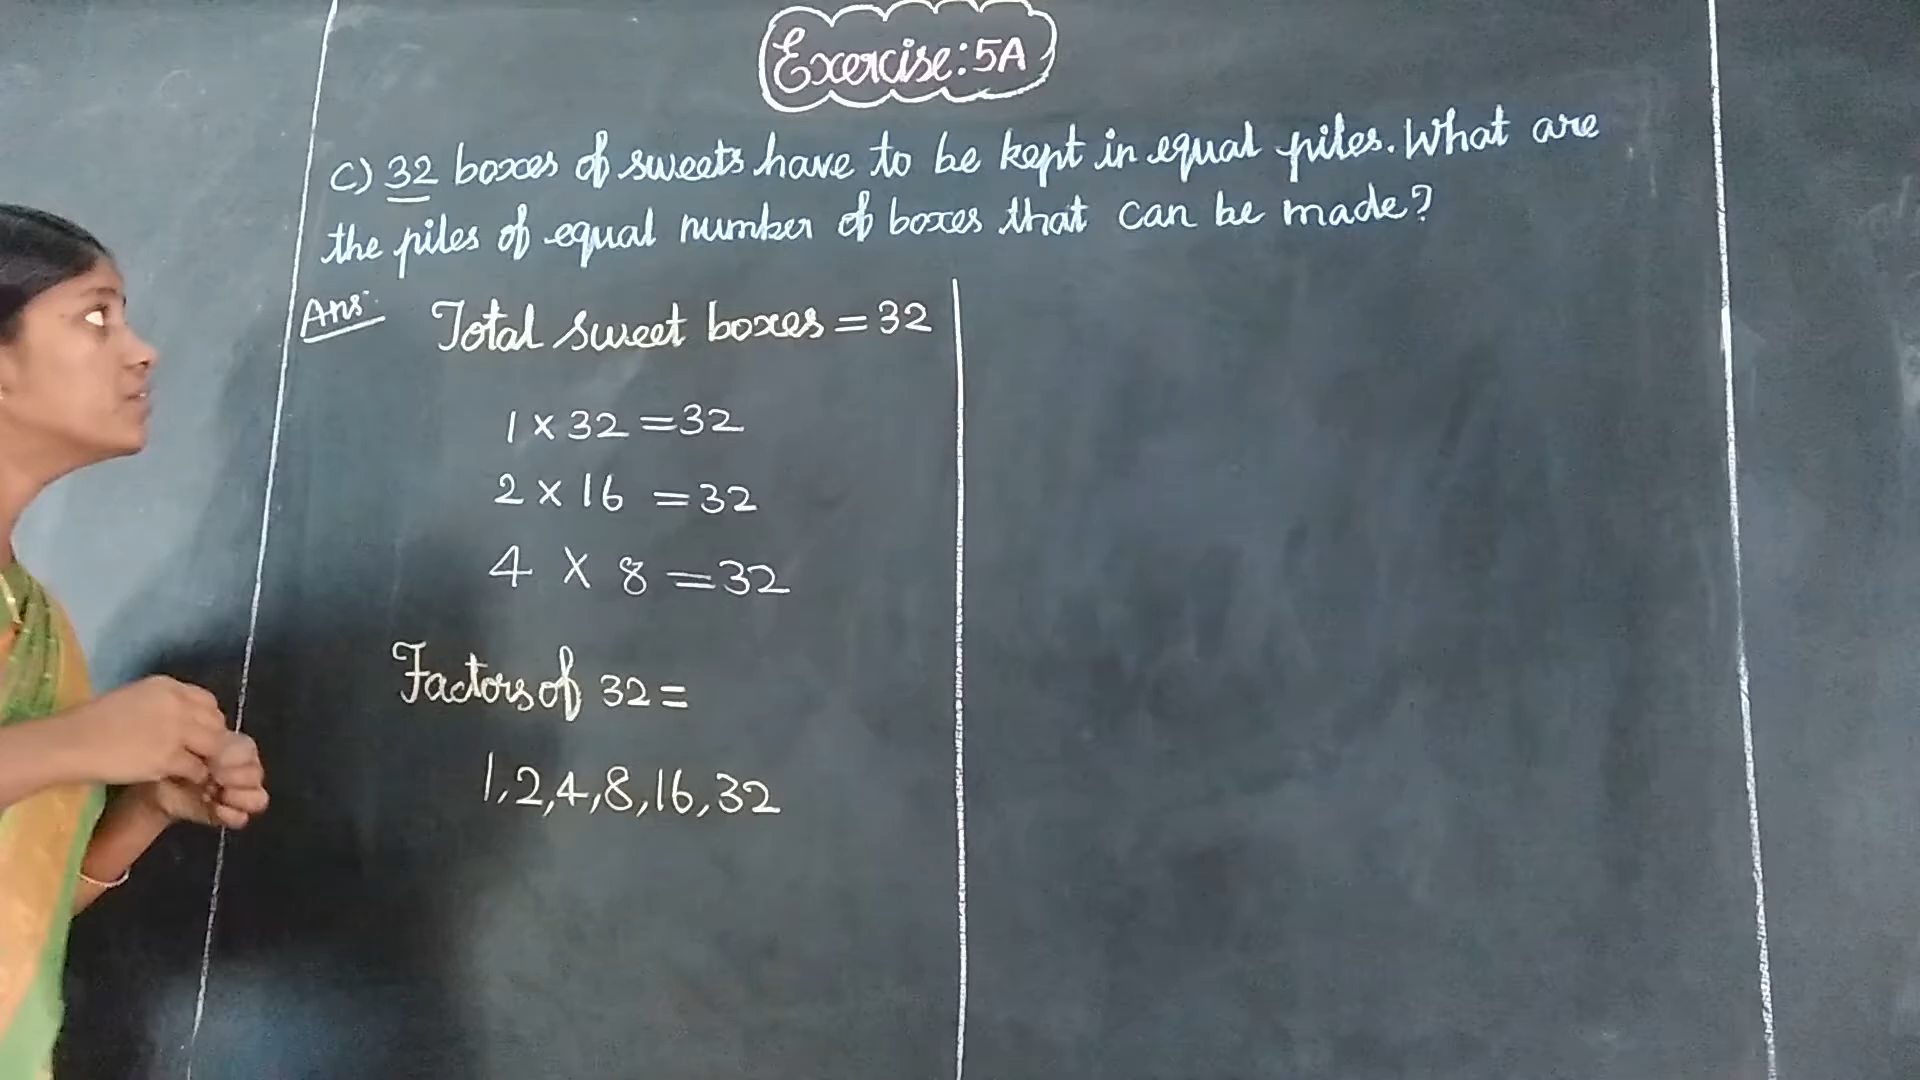 Exercise: 5A
c) 32 boxes of sweets have to be kept in equal piles. What are
the piles of equal number of boxes that can be made?
Ans:
Total sweet boxes = 32
1 × 32 = 32
2 × 16 = 32
4 × 8 = 32
Factors of 32 =
1, 2, 4, 8, 16, 32